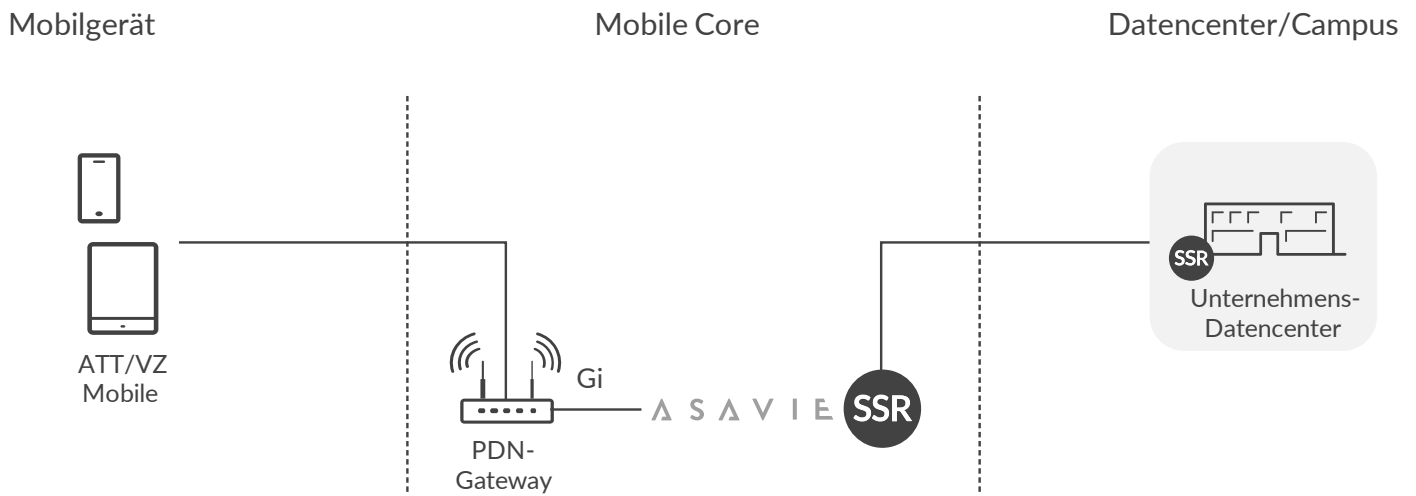 Mobilgerät
Mobile Core
Datencenter/Campus
ATT/VZ
Mobile
PDN-
Gateway
Gi
ASAVIE
SSR
SSR
Unternehmens-
Datencenter